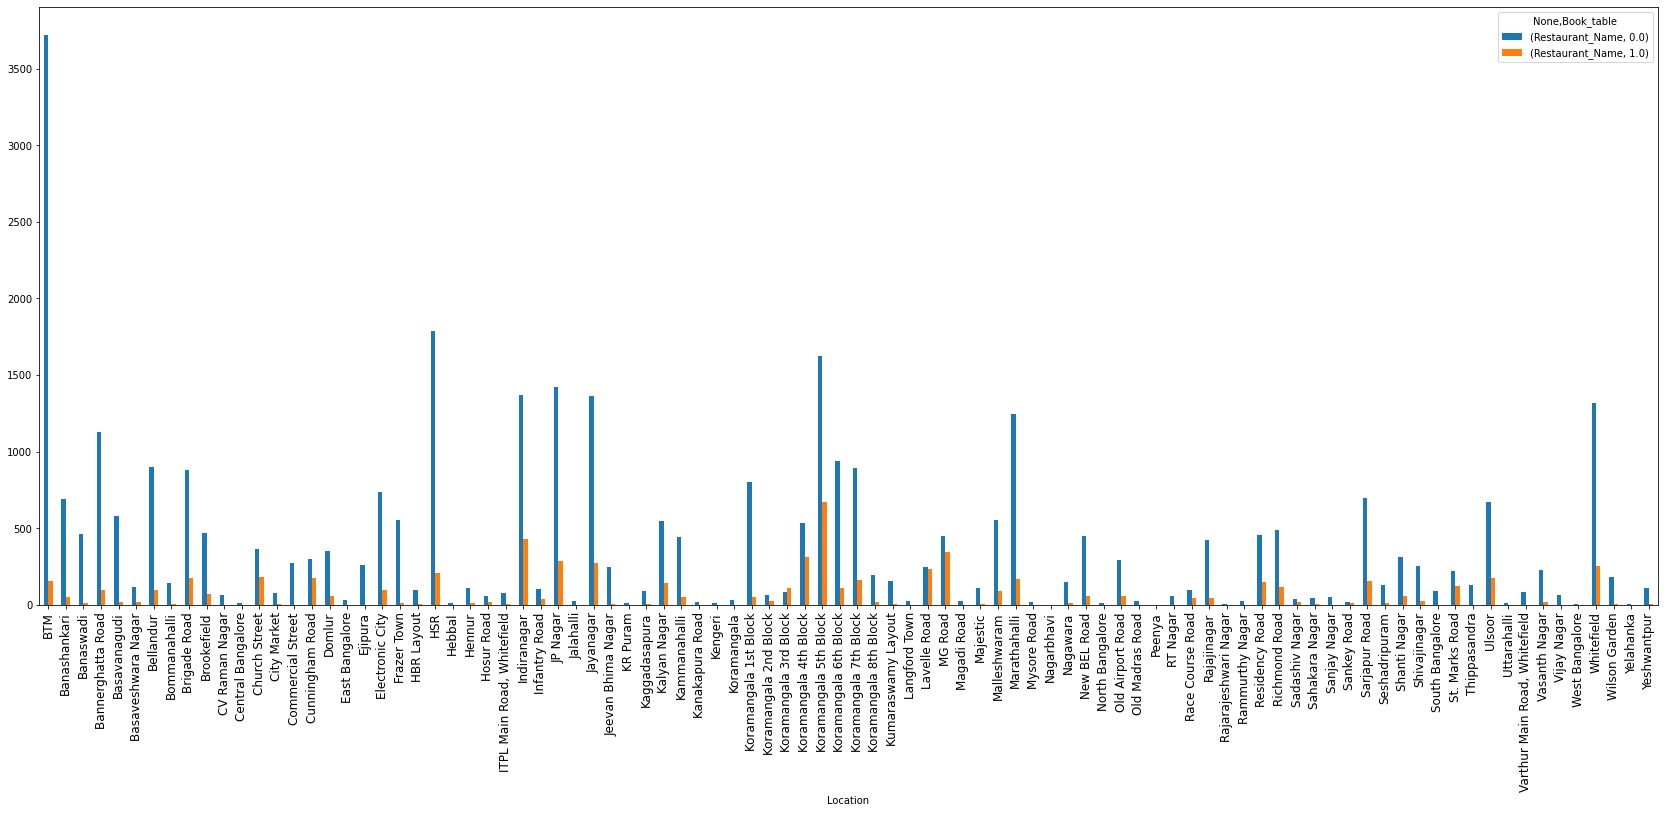 None,Book_table
(Restaurant_Name, 0.0)
(Restaurant_Name, 1.0)
3500
3000
2500
2000
1500
1000
500
0
BTM
Banashankari
Banaswadi
Bannerghatta Road
Basavanagudi
Basaveshwara Nagar
Bellandur
Bommanahalli
Brigade Road
Brookefield
CV Raman Nagar
Central Bangalore
Church Street
City Market
Commercial Street
Cunningham Road
Domlur
East Bangalore
Ejipura
Electronic City
Frazer Town
HBR Layout
HSR
Hebbal
Hennur
Hosur Road
ITPL Main Road, Whitefield
Indiranagar
Infantry Road
JP Nagar
Jalahalli
Jayanagar
Jeevan Bhima Nagar
KR Puram
Kaggadasapura
Kalyan Nagar
Kammanahalli
Kanakapura Road
Kengeri
Koramangala
Koramangala 1st Block
Koramangala 2nd Block
Koramangala 3rd Block
Koramangala 4th Block
Koramangala 5th Block
Koramangala 6th Block
Koramangala 7th Block
Koramangala 8th Block
Kumaraswamy Layout
Langford Town
Lavelle Road
MG Road
Magadi Road
Majestic
Malleshwaram
Marathahalli
Mysore Road
Nagarbhavi
Nagawara
New BEL Road
North Bangalore
Old Airport Road
Old Madras Road
Peenya
RT Nagar
Race Course Road
Rajajinagar
Rajarajeshwari Nagar
Rammurthy Nagar
Residency Road
Richmond Road
Sadashiv Nagar
Sahakara Nagar
Sanjay Nagar
Sankey Road
Sarjapur Road
Seshadripuram
Shanti Nagar
Shivajinagar
South Bangalore
St. Marks Road
Thippasandra
Ulsoor
Uttarahalli
Varthur Main Road, Whitefield
Vasanth Nagar
Vijay Nagar
West Bangalore
Whitefield
Wilson Garden
Yelahanka
Yeshwantpur
Location